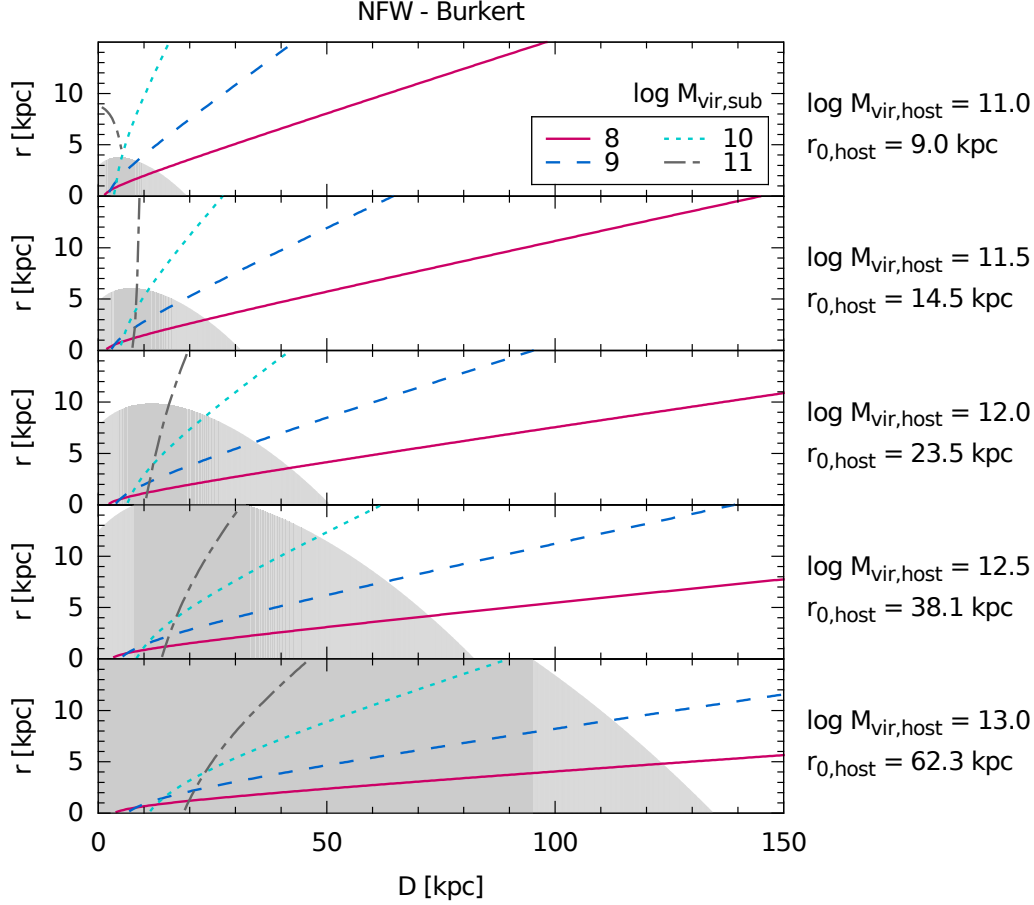 NFW - Burkert
r [kpc]
10
5
0
log M_vir,sub
8
10
9
11
log M_vir,host = 11.0
r_0,host = 9.0 kpc
r [kpc]
10
5
0
log M_vir,host = 11.5
r_0,host = 14.5 kpc
r [kpc]
10
5
0
log M_vir,host = 12.0
r_0,host = 23.5 kpc
r [kpc]
10
5
0
log M_vir,host = 12.5
r_0,host = 38.1 kpc
r [kpc]
10
5
0
log M_vir,host = 13.0
r_0,host = 62.3 kpc
0 50 100 150
D [kpc]